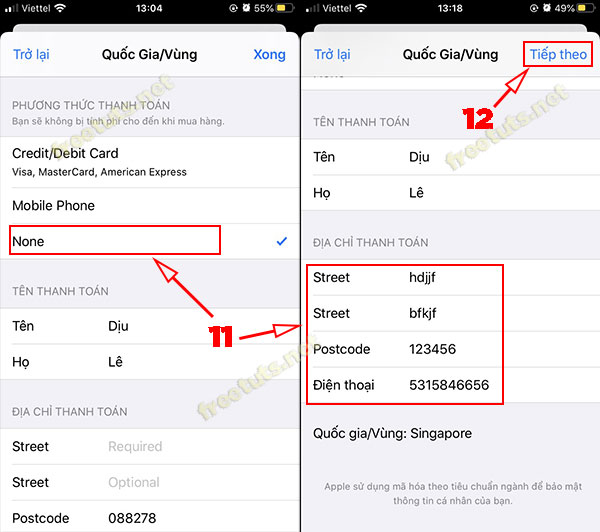 Viettel 13:04 55%
Trở lại Quốc Gia/Vùng Xong
PHƯƠNG THỨC THANH TOÁN
Bạn sẽ không bị tính phí cho đến khi mua hàng.
Credit/Debit Card
Visa, MasterCard, American Express
Mobile Phone
None
TÊN THANH TOÁN
Tên Dịu
Họ Lê
ĐỊA CHỈ THANH TOÁN
Street Required
Street Optional
Postcode 088278
freetuts.net
freetuts.net
11
Viettel 13:18 49%
Trở lại Quốc Gia/Vùng Tiếp theo
12
None
TÊN THANH TOÁN
Tên Dịu
Họ Lê
ĐỊA CHỈ THANH TOÁN
Street hdjjf
Street bfkjf
Postcode 123456
Điện thoại 5315846656
Quốc gia/Vùng: Singapore
Apple sử dụng mã hóa theo tiêu chuẩn ngành để bảo mật
thông tin cá nhân của bạn.
freetuts.net
freetuts.net